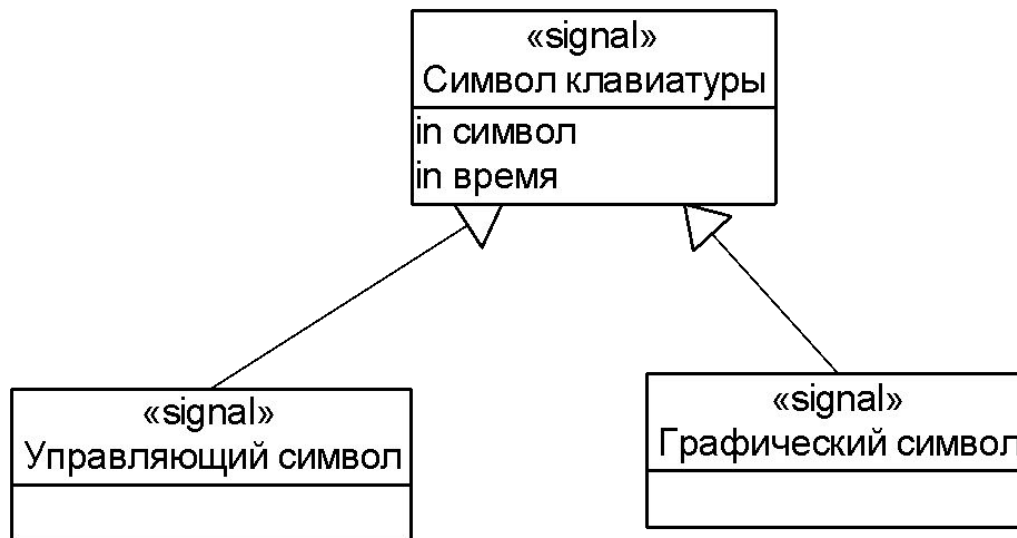 «signal»
Символ клавиатуры
in символ
in время
«signal»
Управляющий символ
«signal»
Графический символ